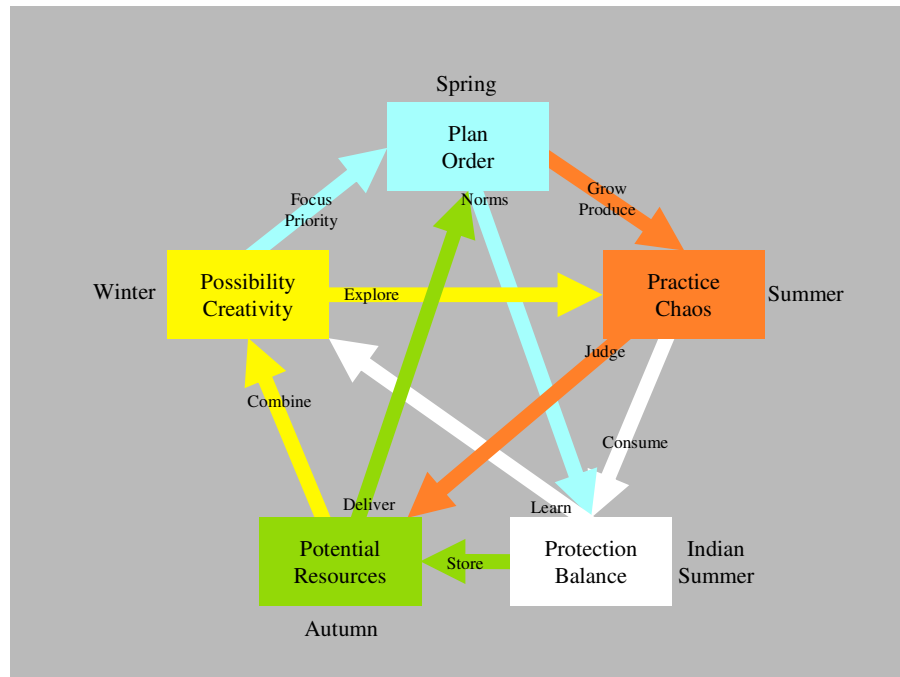 Spring
Plan
Order
Norms
Grow
Produce
Focus
Priority
Winter
Possibility
Creativity
Explore
Practice
Chaos
Summer
Judge
Combine
Consume
Deliver
Learn
Potential
Resources
Store
Protection
Balance
Indian
Summer
Autumn